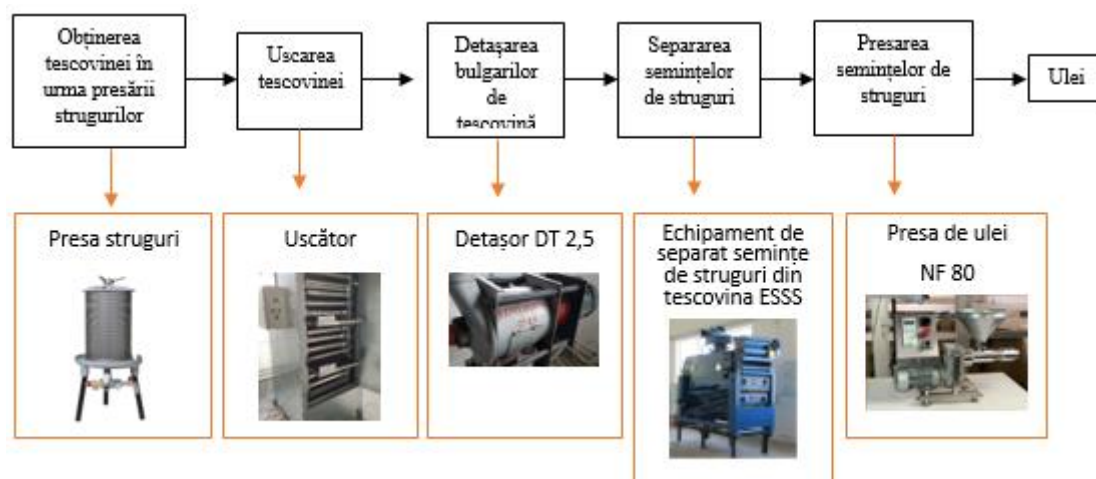 Obținerea
tescovinei în
urma presării
strugurilor
Uscarea
tescovinei
Detașarea
bulgarilor
de
tescovină
Separarea
semințelor
de struguri
Presarea
semințelor de
struguri
Ulei
Presa struguri
Uscător
Detașor DT 2,5
Echipament de
separat semințe
de struguri din
tescovina ESSS
Presa de ulei
NF 80